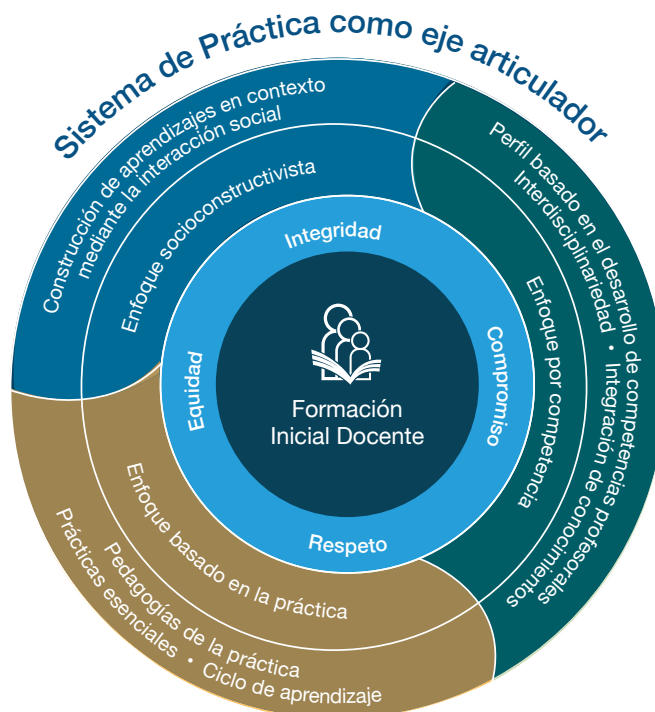 Sistema de Práctica como eje articulador
Construcción de aprendizajes en contexto
mediante la interacción social
Enfoque socioconstructivista
Perfil basado en el desarrollo de competencias profesorales
Interdisciplinariedad • Integración de conocimientos
Enfoque por competencia
Integridad
Compromiso
Equidad
Respeto
Formación
Inicial Docente
Enfoque basado en la práctica
Pedagogías de la práctica
Prácticas esenciales • Ciclo de aprendizaje